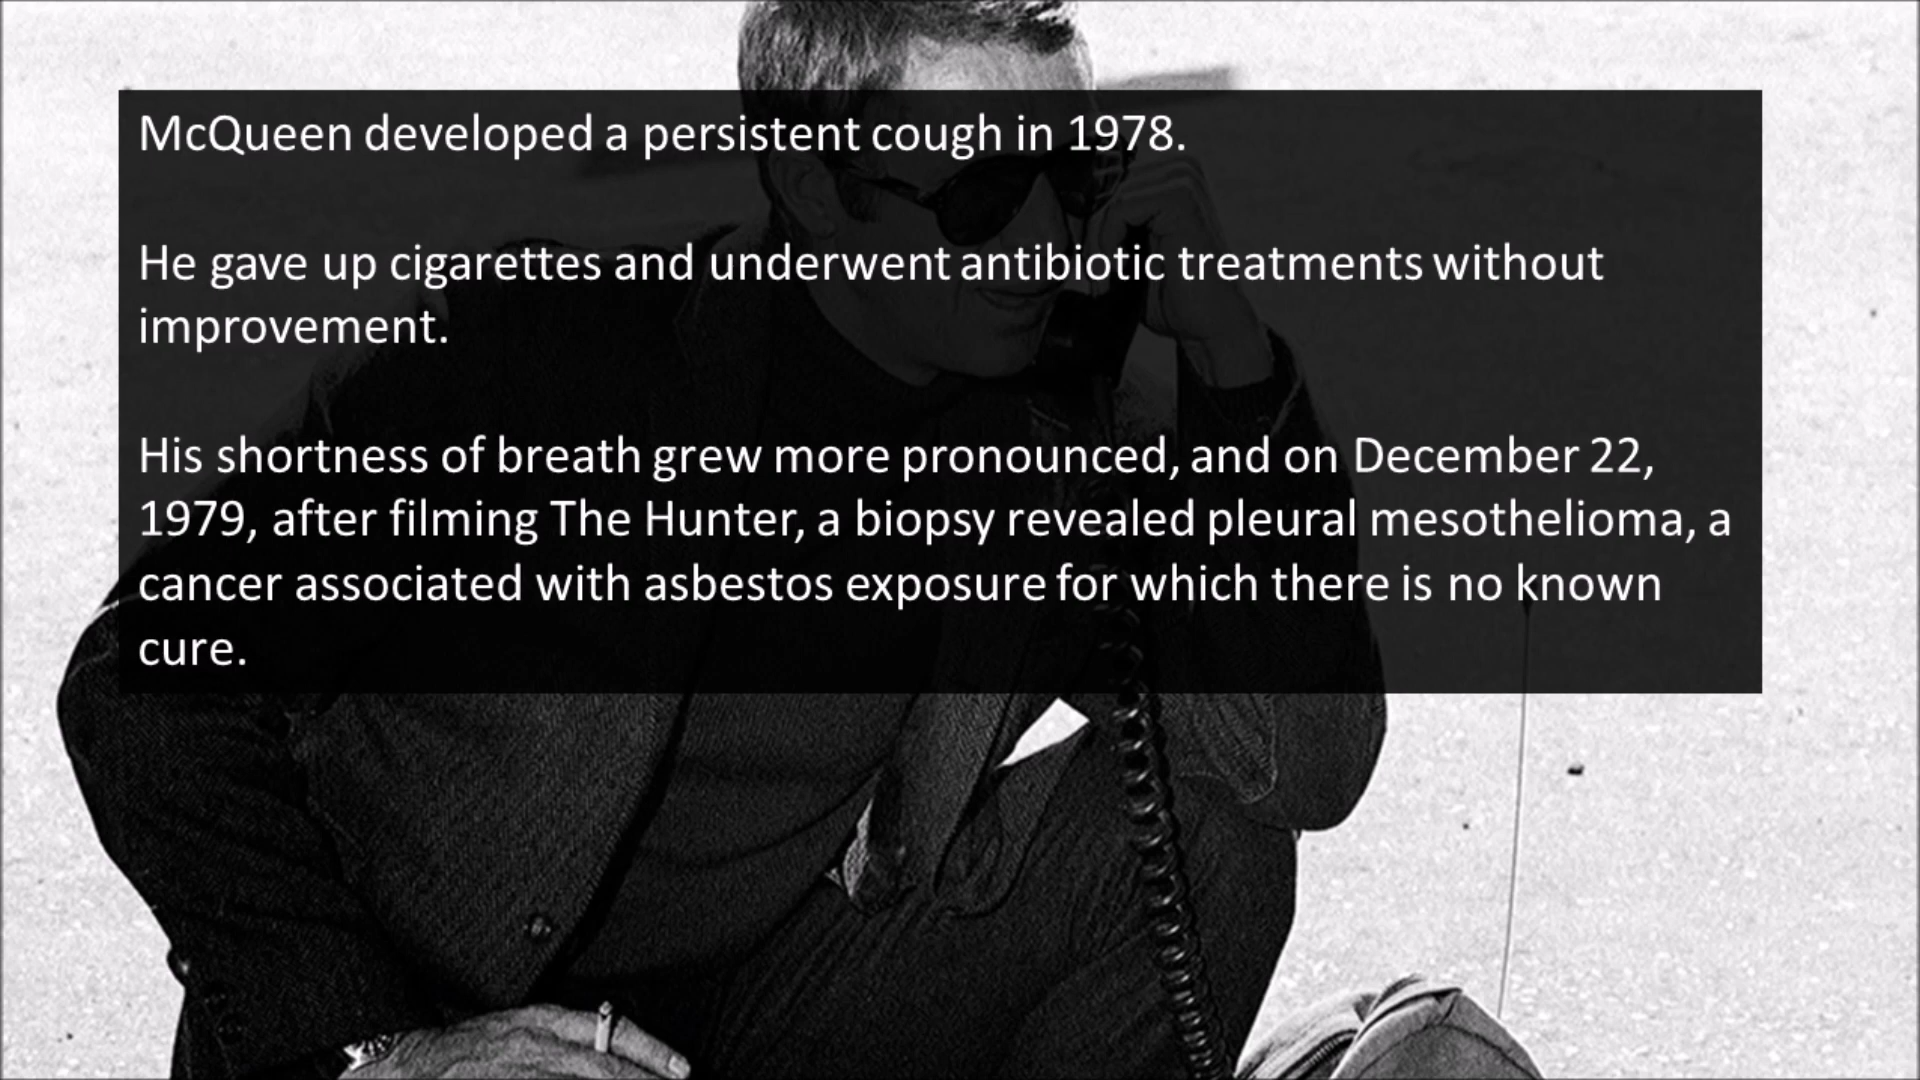 McQueen developed a persistent cough in 1978.
He gave up cigarettes and underwent antibiotic treatments without
improvement.
His shortness of breath grew more pronounced, and on December 22,
1979, after filming The Hunter, a biopsy revealed pleural mesothelioma, a
cancer associated with asbestos exposure for which there is no known
cure.